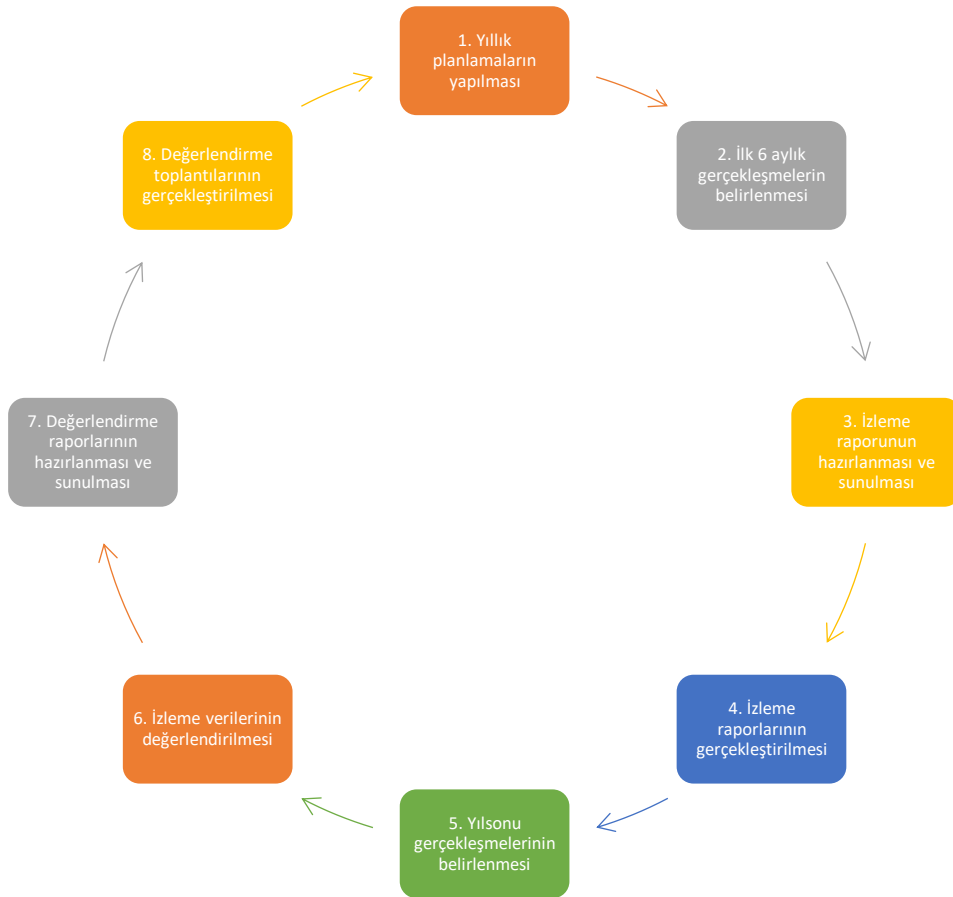 1. Yıllık
planlamaların
yapılması
2. İlk 6 aylık
gerçekleşmelerin
belirlenmesi
3. İzleme
raporunun
hazırlanması ve
sunulması
4. İzleme
raporlarının
gerçekleştirilmesi
5. Yılsonu
gerçekleşmelerinin
belirlenmesi
6. İzleme verilerinin
değerlendirilmesi
7. Değerlendirme
raporlarının
hazırlanması ve
sunulması
8. Değerlendirme
toplantılarının
gerçekleştirilmesi